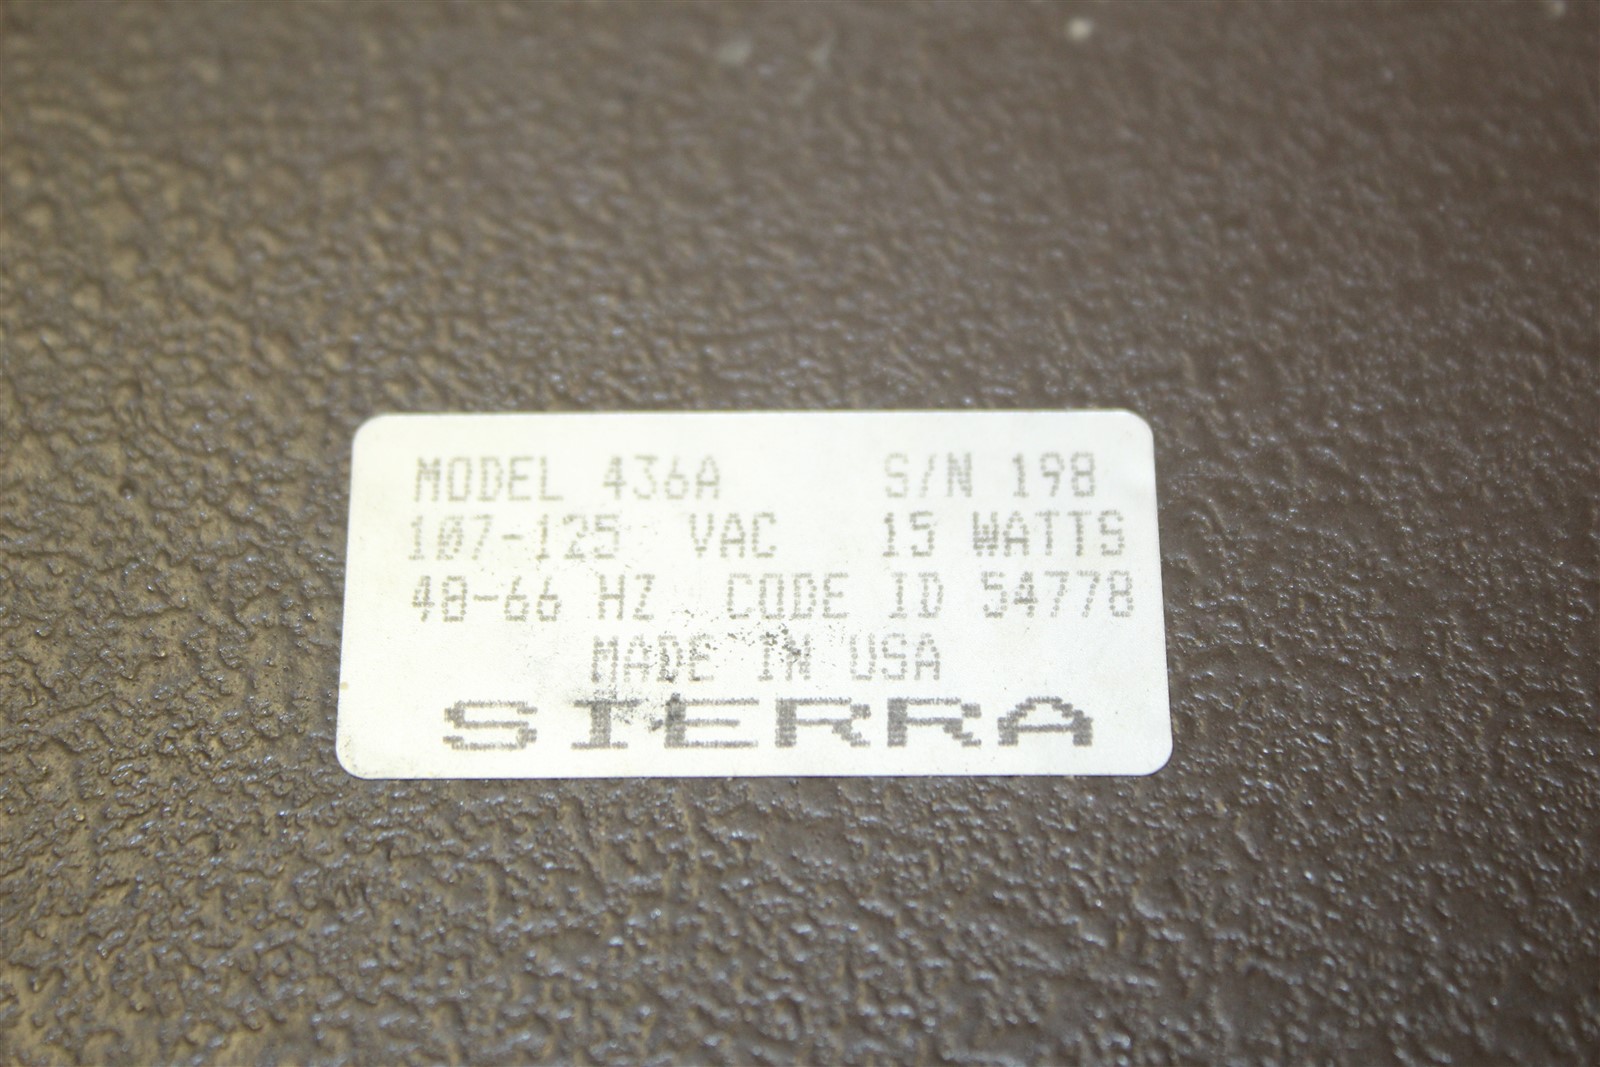 MODEL 436A S/N 198
107-125 VAC 15 WATTS
48-66 HZ CODE ID 54778
MADE IN USA
SIERRA